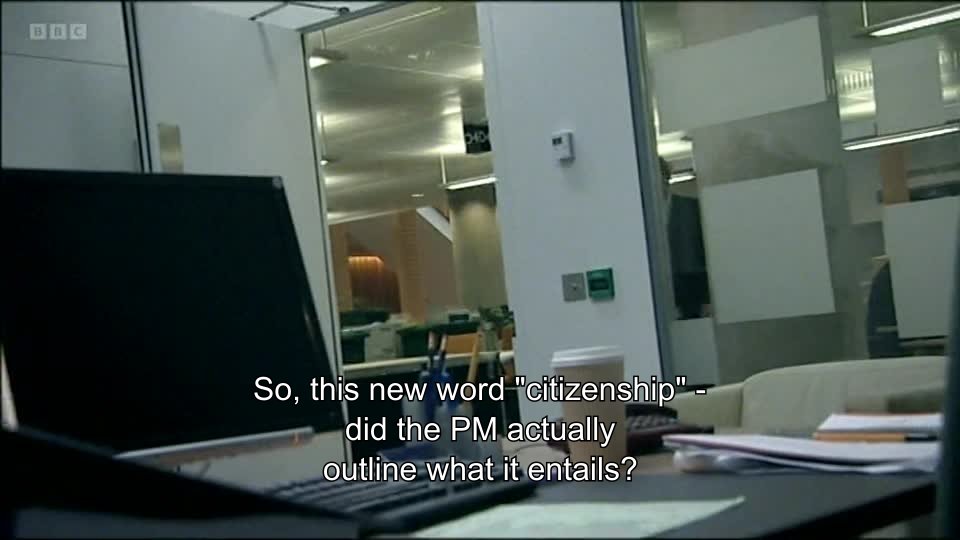 BBC
So, this new word "citizenship" -
did the PM actually
outline what it entails?